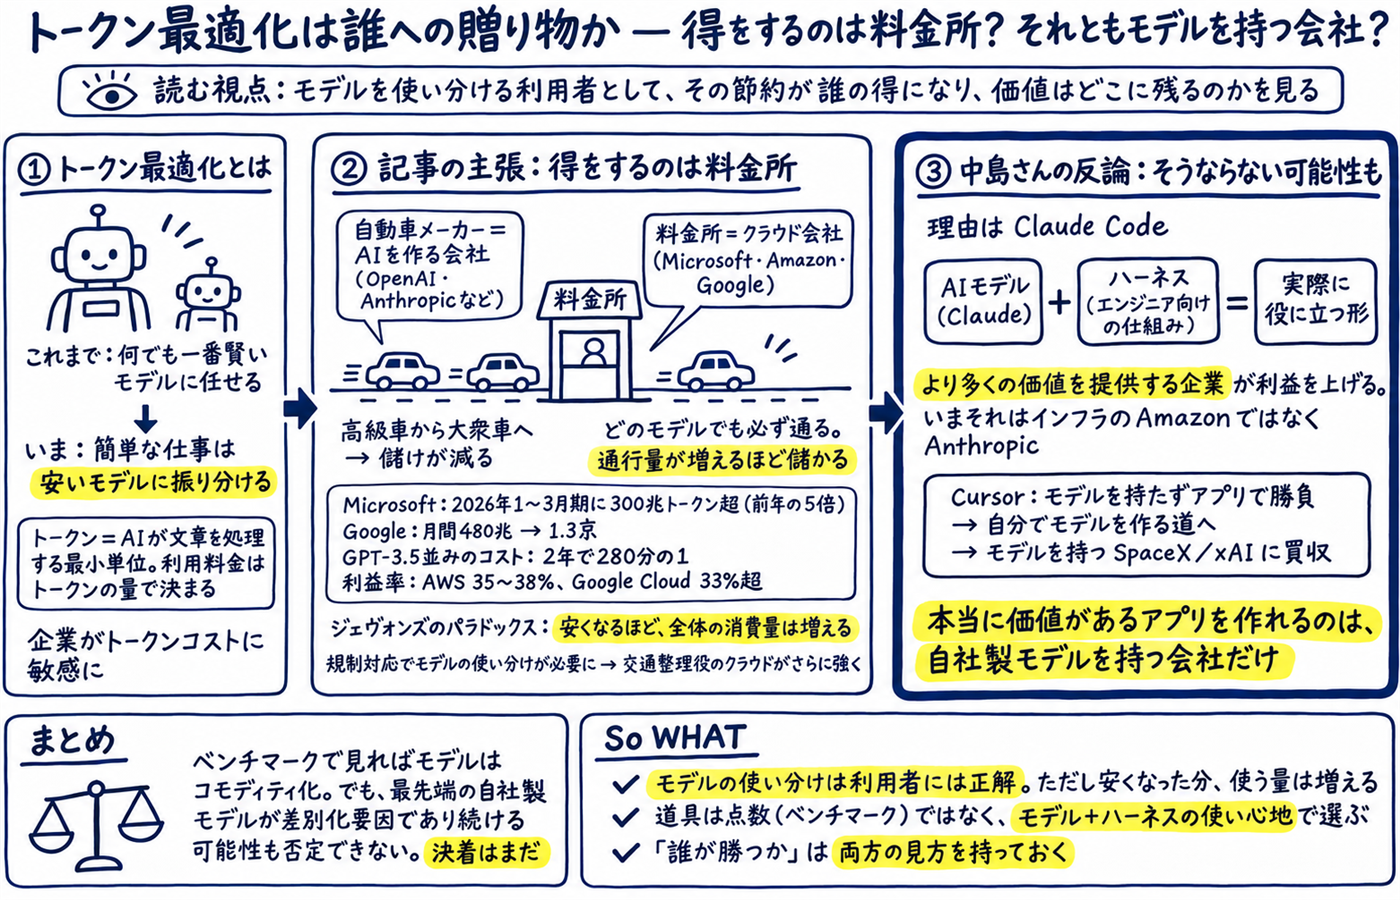 トークン最適化は誰への贈り物か — 得をするのは料金所? それともモデルを持つ会社?
読む視点：モデルを使い分ける利用者として、その節約が誰の得になり、価値はどこに残るのかを見る
① トークン最適化とは
これまで：何でも一番賢い
モデルに任せる
いま：簡単な仕事は
安いモデルに振り分ける
トークン＝AIが文章を処理
する最小単位。利用料金は
トークンの量で決まる
企業がトークンコストに
敏感に
② 記事の主張：得をするのは料金所
自動車メーカー＝
AIを作る会社
(OpenAI・
Anthropicなど)
料金所
料金所＝クラウド会社
(Microsoft・Amazon・
Google)
高級車から大衆車へ
→ 儲けが減る
どのモデルでも必ず通る。
通行量が増えるほど儲かる
Microsoft：2026年1〜3月期に300兆トークン超（前年の5倍）
Google：月間480兆 → 1.3京
GPT-3.5並みのコスト：2年で280分の1
利益率：AWS 35〜38%、Google Cloud 33%超
ジェヴォンズのパラドックス：安くなるほど、全体の消費量は増える
規制対応でモデルの使い分けが必要に → 交通整理役のクラウドがさらに強く
③ 中島さんの反論：そうならない可能性も
理由は Claude Code
AIモデル
(Claude)
+
ハーネス
(エンジニア向け
の仕組み)
=
実際に
役に立つ形
より多くの価値を提供する企業が利益を上げる。
いまそれはインフラのAmazonではなく
Anthropic
Cursor：モデルを持たずアプリで勝負
→ 自分でモデルを作る道へ
→ モデルを持つ SpaceX／xAI に買収
本当に価値があるアプリを作れるのは、
自社製モデルを持つ会社だけ
まとめ
ベンチマークで見ればモデルは
コモディティ化。でも、最先端の自社製
モデルが差別化要因であり続ける
可能性も否定できない。決着はまだ
So WHAT
✓ モデルの使い分けは利用者には正解。ただし安くなった分、使う量は増える
✓ 道具は点数（ベンチマーク）ではなく、モデル＋ハーネスの使い心地で選ぶ
✓ 「誰が勝つか」は両方の見方を持っておく